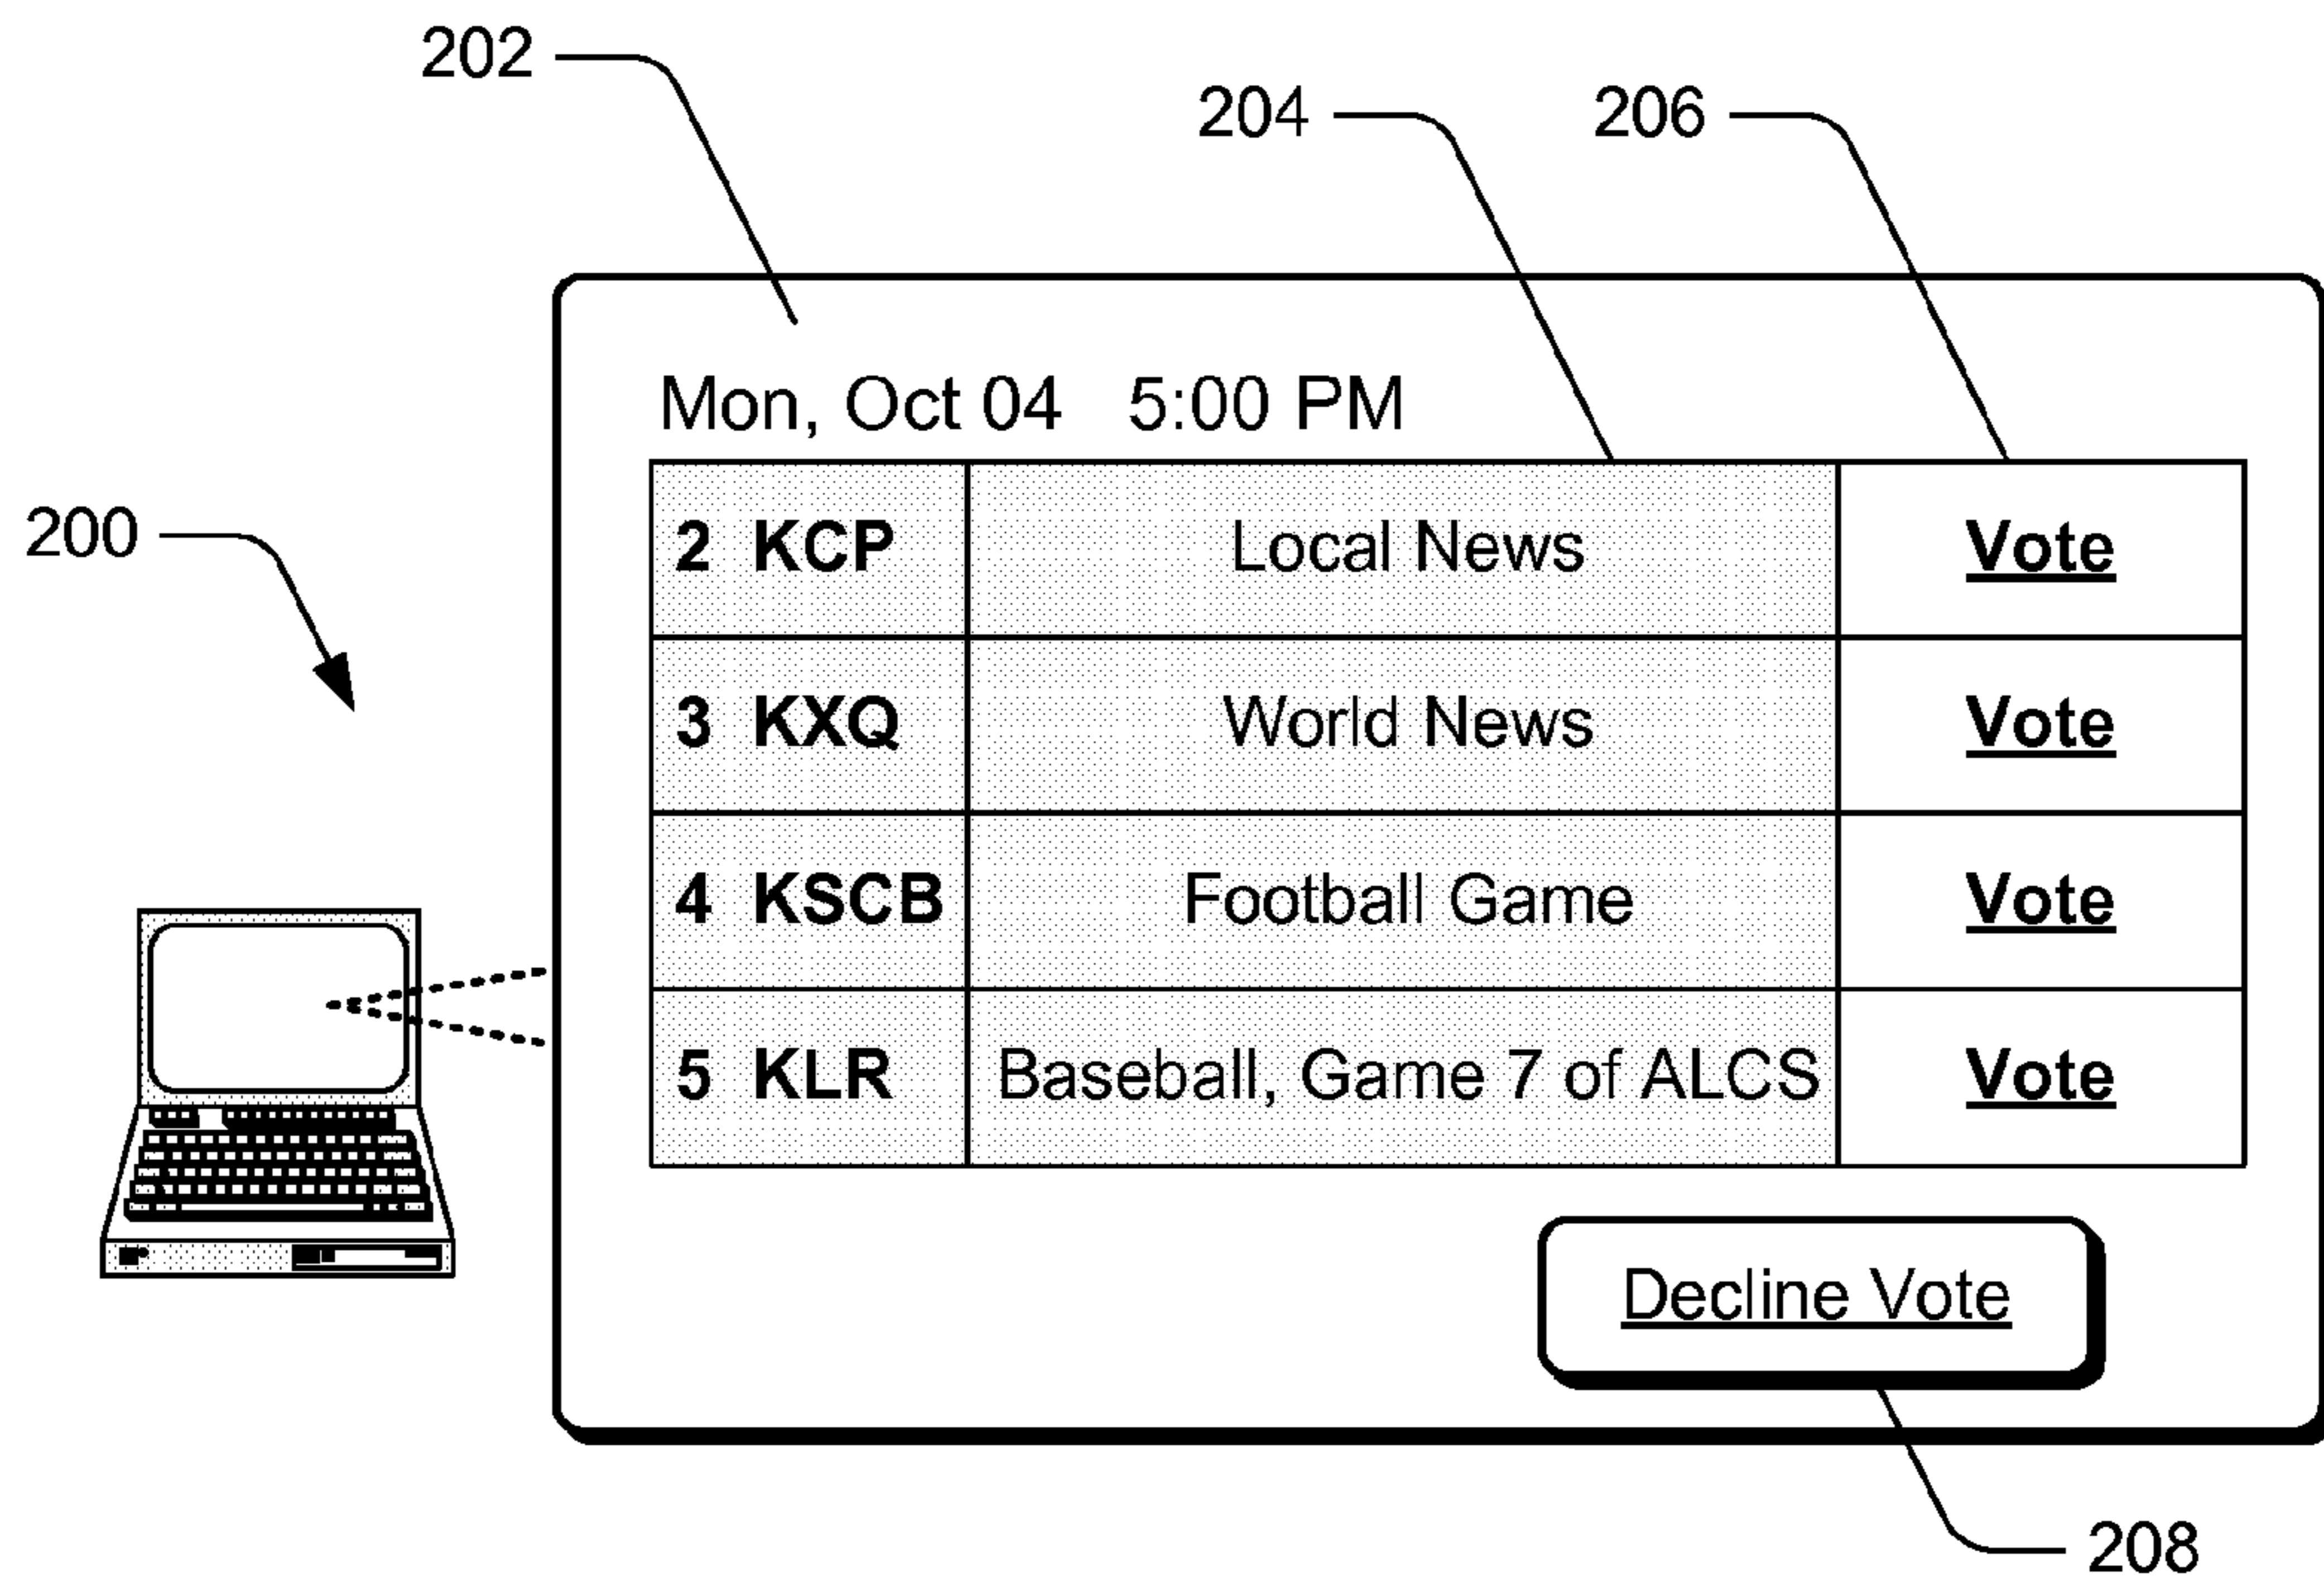 202
204 206
Mon, Oct 04 5:00 PM
200
2 KCP Local News Vote
3 KXQ World News Vote
4 KSCB Football Game Vote
5 KLR Baseball, Game 7 of ALCS Vote
Decline Vote
208